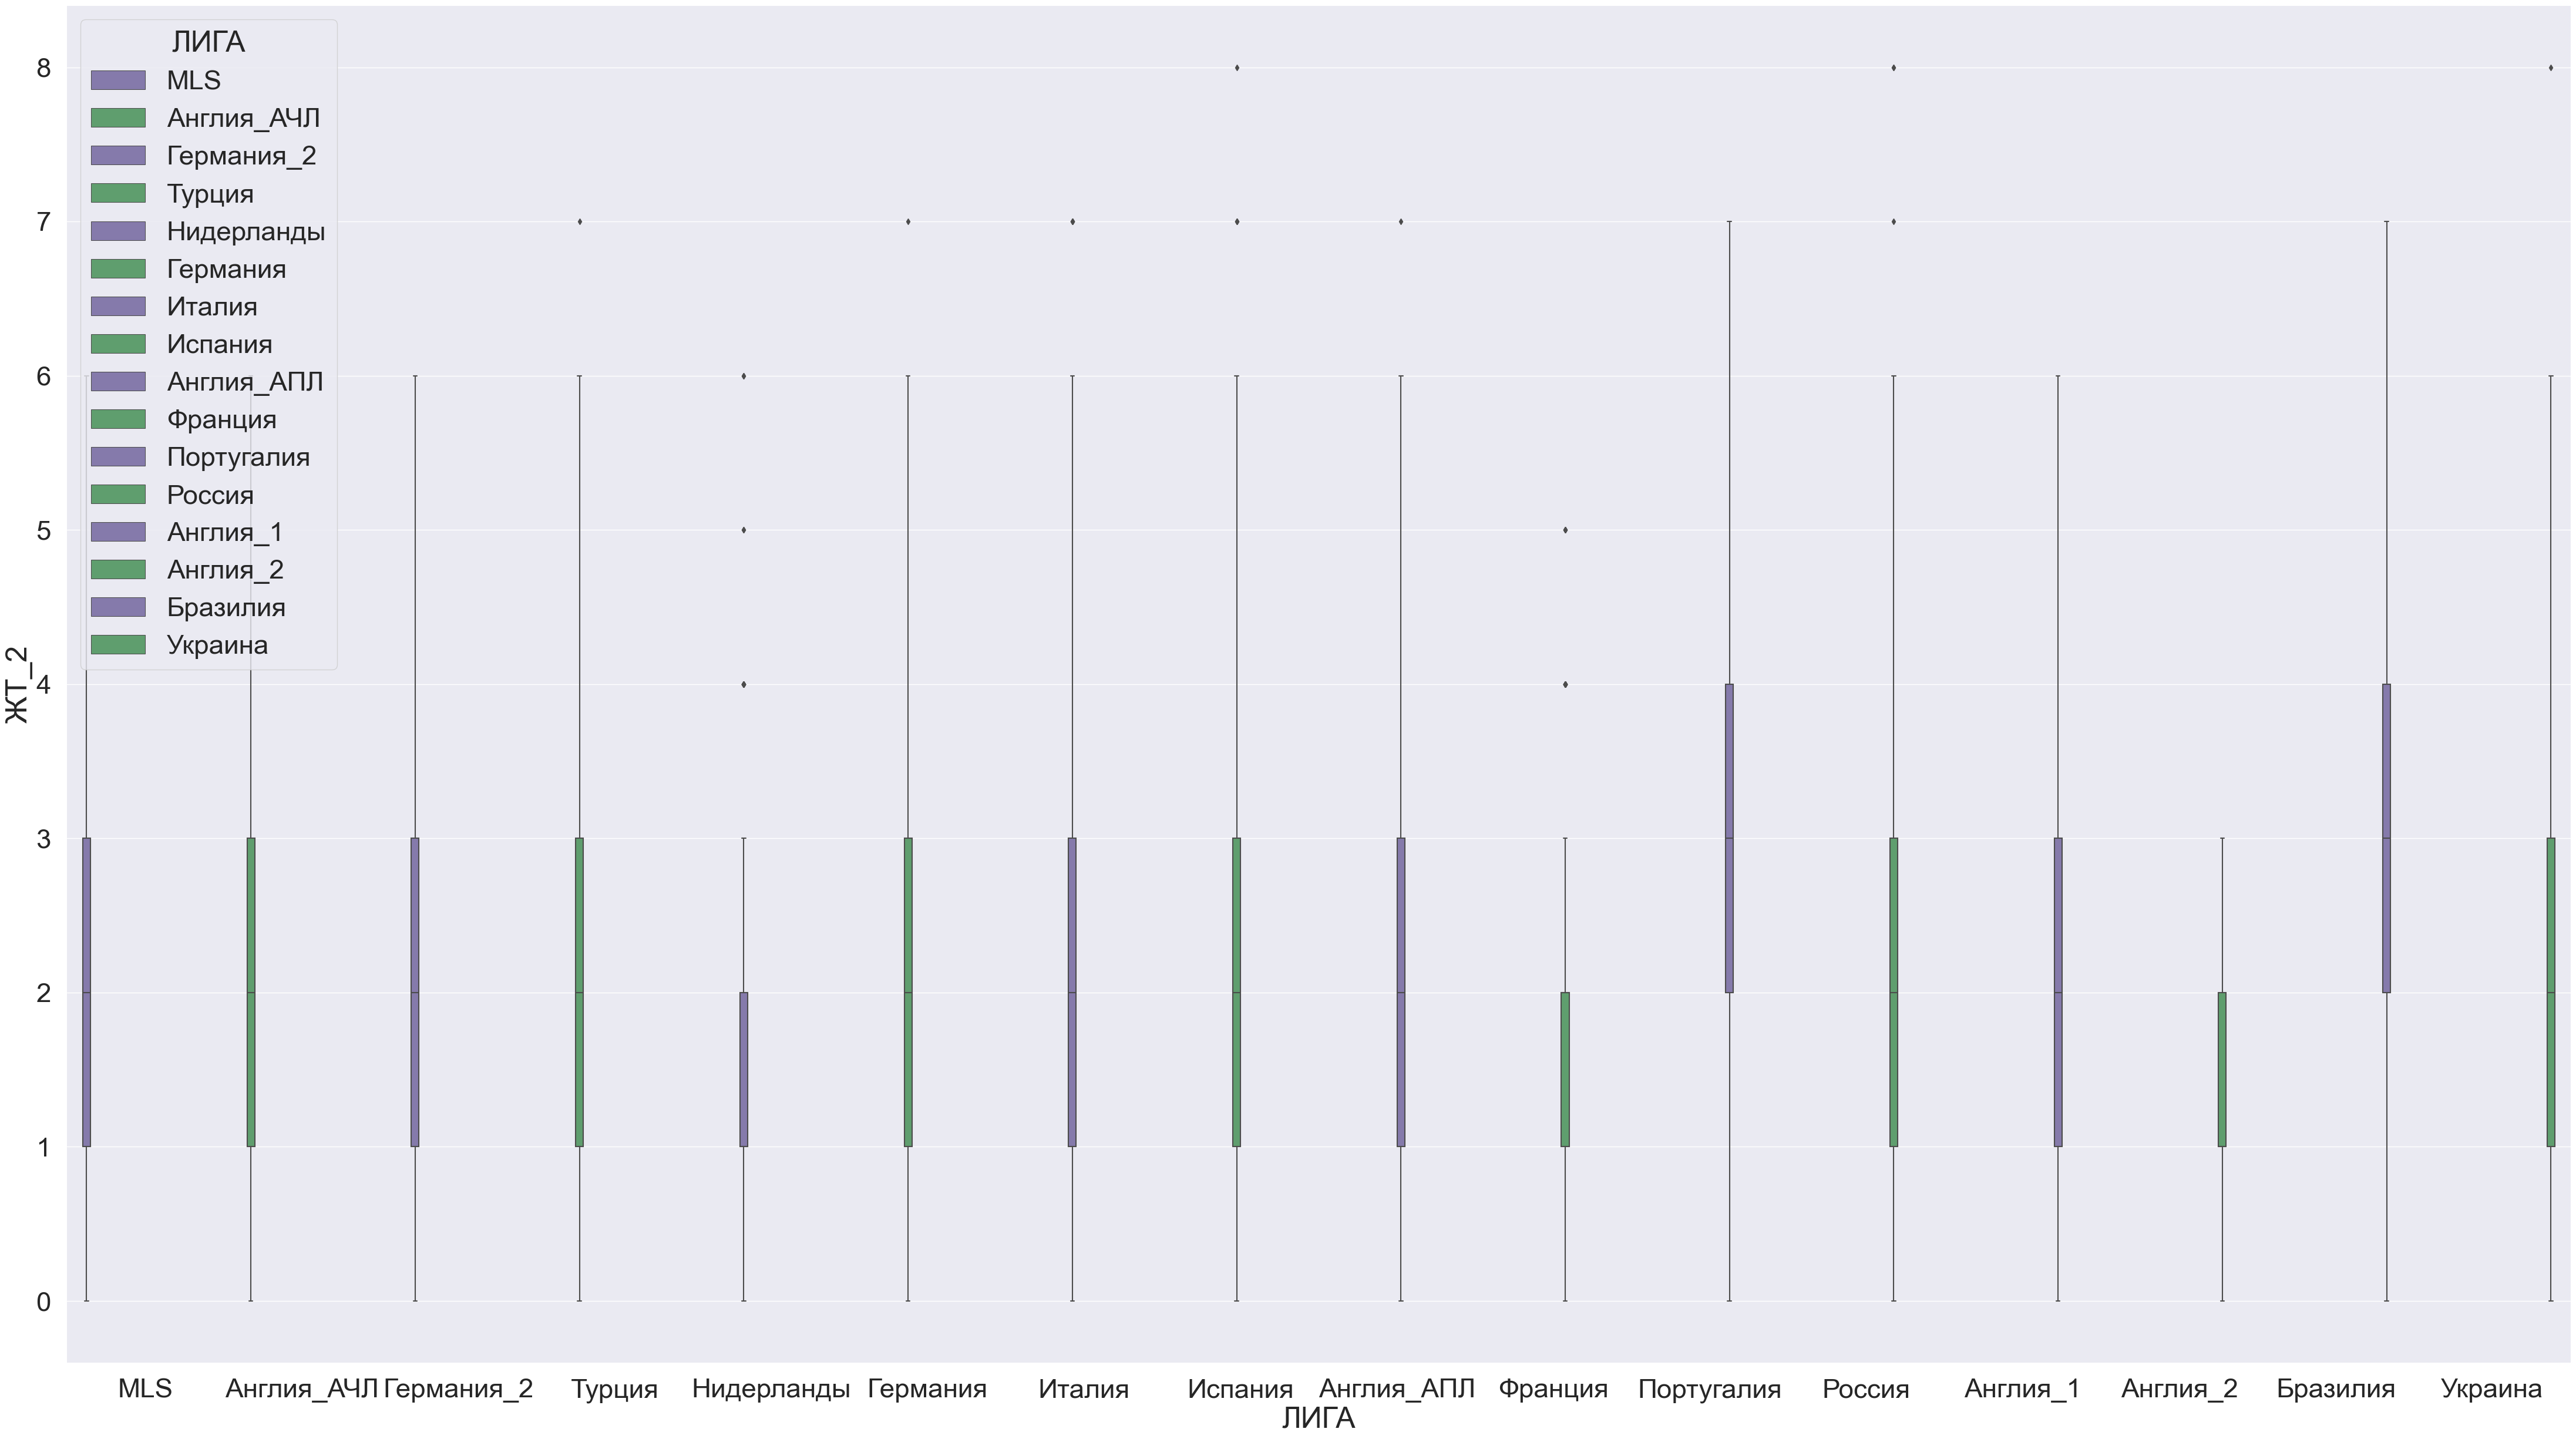 ЛИГА
MLS
Англия_АЧЛ
Германия_2
Турция
Нидерланды
Германия
Италия
Испания
Англия_АПЛ
Франция
Португалия
Россия
Англия_1
Англия_2
Бразилия
Украина
8
7
6
5
4
3
2
1
0
ЖТ_2
MLS Англия_АЧЛ Германия_2 Турция Нидерланды Германия Италия Испания Англия_АПЛ Франция Португалия Россия Англия_1 Англия_2 Бразилия Украина
ЛИГА